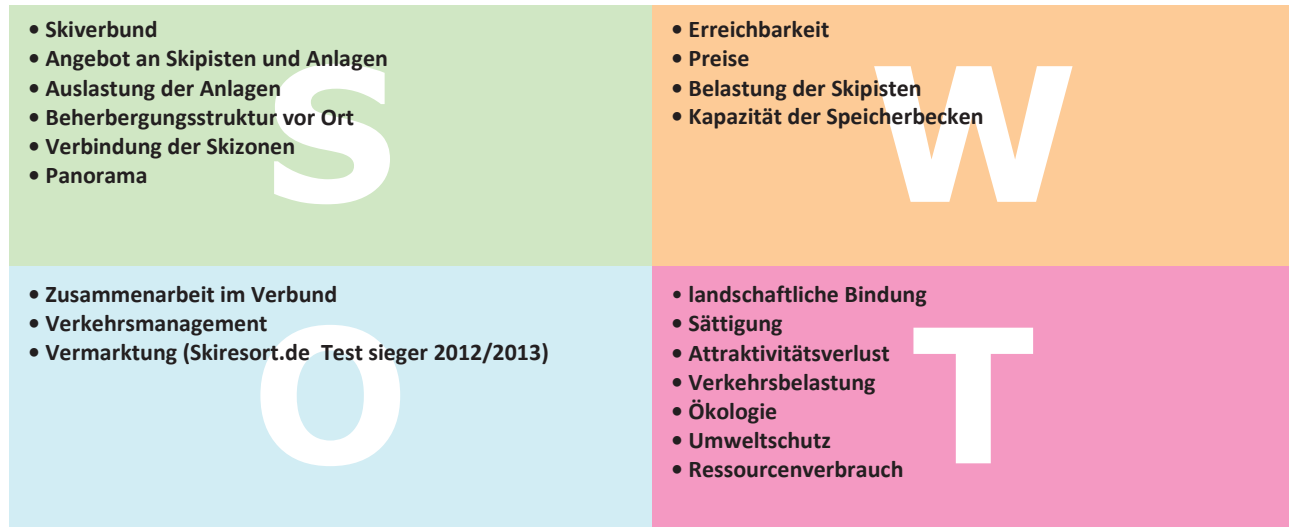 • Skiverbund
• Angebot an Skipisten und Anlagen
• Auslastung der Anlagen
• Beherbergungsstruktur vor Ort
• Verbindung der Skizonen
• Panorama
S
• Erreichbarkeit
• Preise
• Belastung der Skipisten
• Kapazität der Speicherbecken
W
• Zusammenarbeit im Verbund
• Verkehrsmanagement
• Vermarktung (Skiresort.de Test sieger 2012/2013)
O
• landschaftliche Bindung
• Sättigung
• Attraktivitätsverlust
• Verkehrsbelastung
• Ökologie
• Umweltschutz
• Ressourcenverbrauch
T